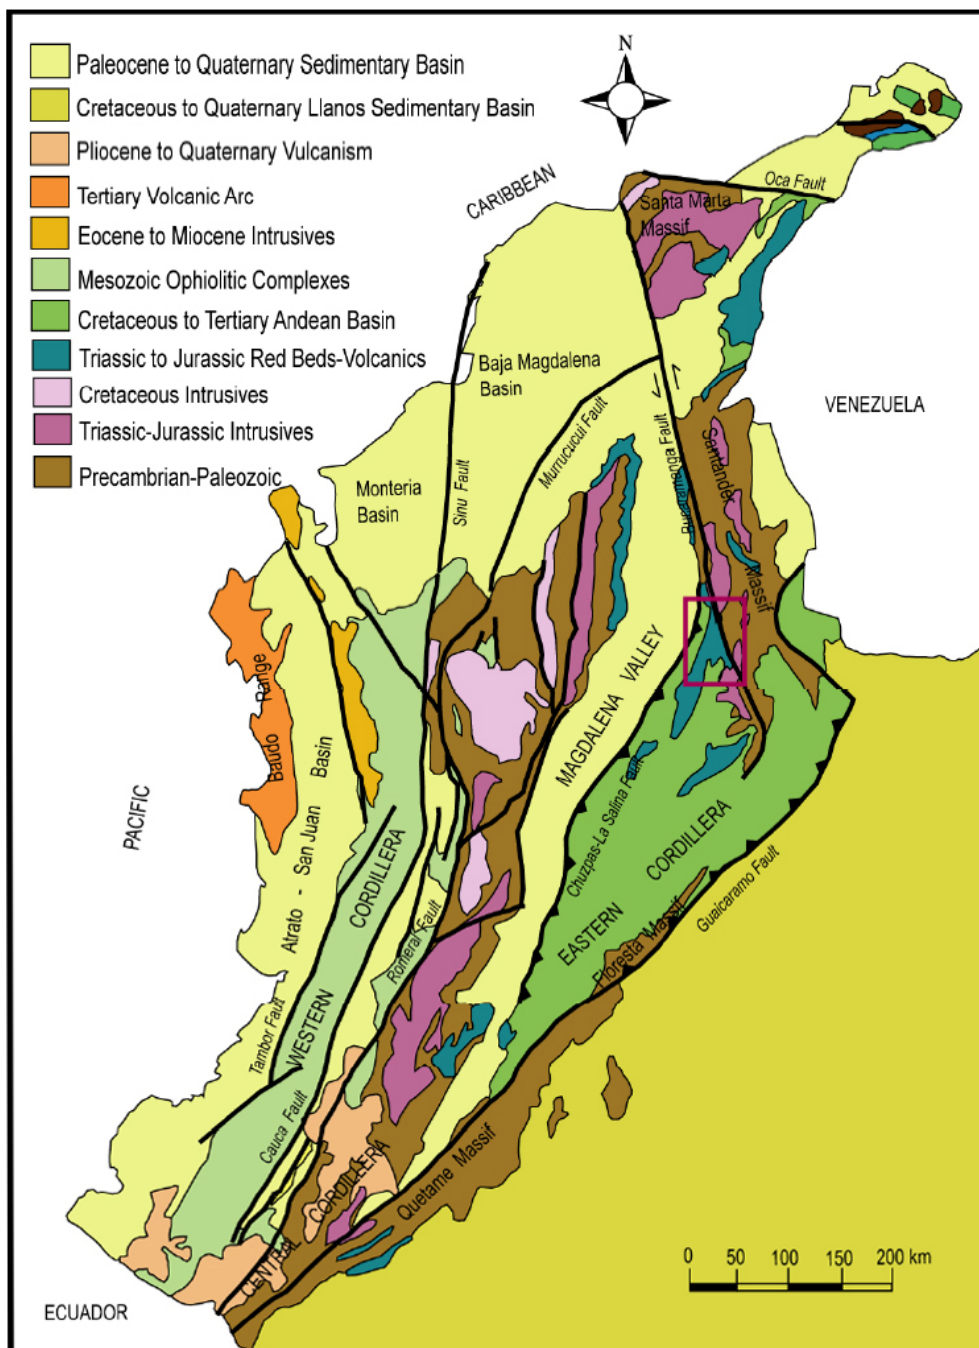 N
Paleocene to Quaternary Sedimentary Basin
Cretaceous to Quaternary Llanos Sedimentary Basin
Pliocene to Quaternary Vulcanism
Tertiary Volcanic Arc
Eocene to Miocene Intrusives
Mesozoic Ophiolitic Complexes
Cretaceous to Tertiary Andean Basin
Triassic to Jurassic Red Beds-Volcanics
Cretaceous Intrusives
Triassic-Jurassic Intrusives
Precambrian-Paleozoic
CARIBBEAN
Oca Fault
Santa Marta
Massif
Baja Magdalena
Basin
VENEZUELA
Murrucucui Fault
Bucaramanga Fault
Santander
Massif
Monteria
Basin
Sinu Fault
MAGDALENA VALLEY
Baudo Range
PACIFIC
Atrato - San Juan Basin
WESTERN CORDILLERA
Chuzpas-La Salina Fault
EASTERN CORDILLERA
Guaicaramo Fault
Floresta Massif
Romeral Fault
Tambor Faut
Cauca Fault
CENTRAL CORDILLERA
Quetame Massif
0 50 100 150 200 km
ECUADOR